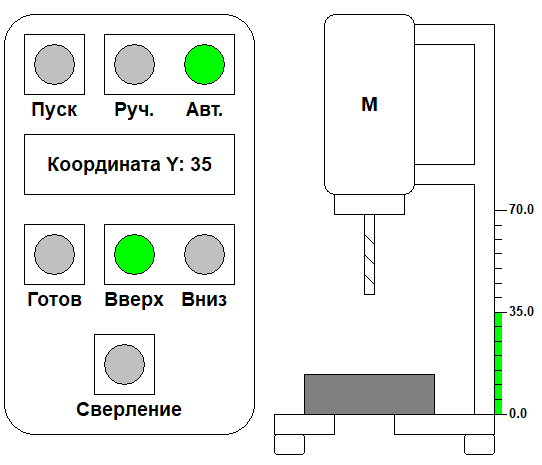 Пуск
Руч.
Авт.
Координата Y: 35
Готов
Вверх
Вниз
Сверление
M
70.0
35.0
0.0